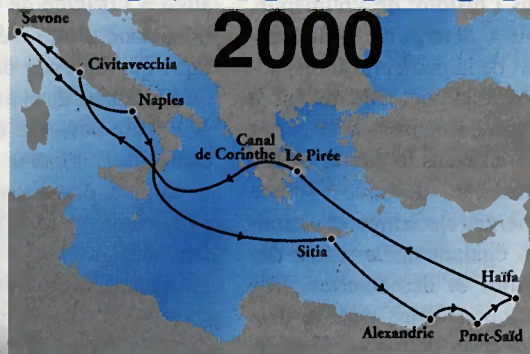 2000
Savone
Civitavecchia
Naples
Canal
de Corinthe
Le Pirée
Sitia
Haïfa
Alexandrie
Port-Saïd